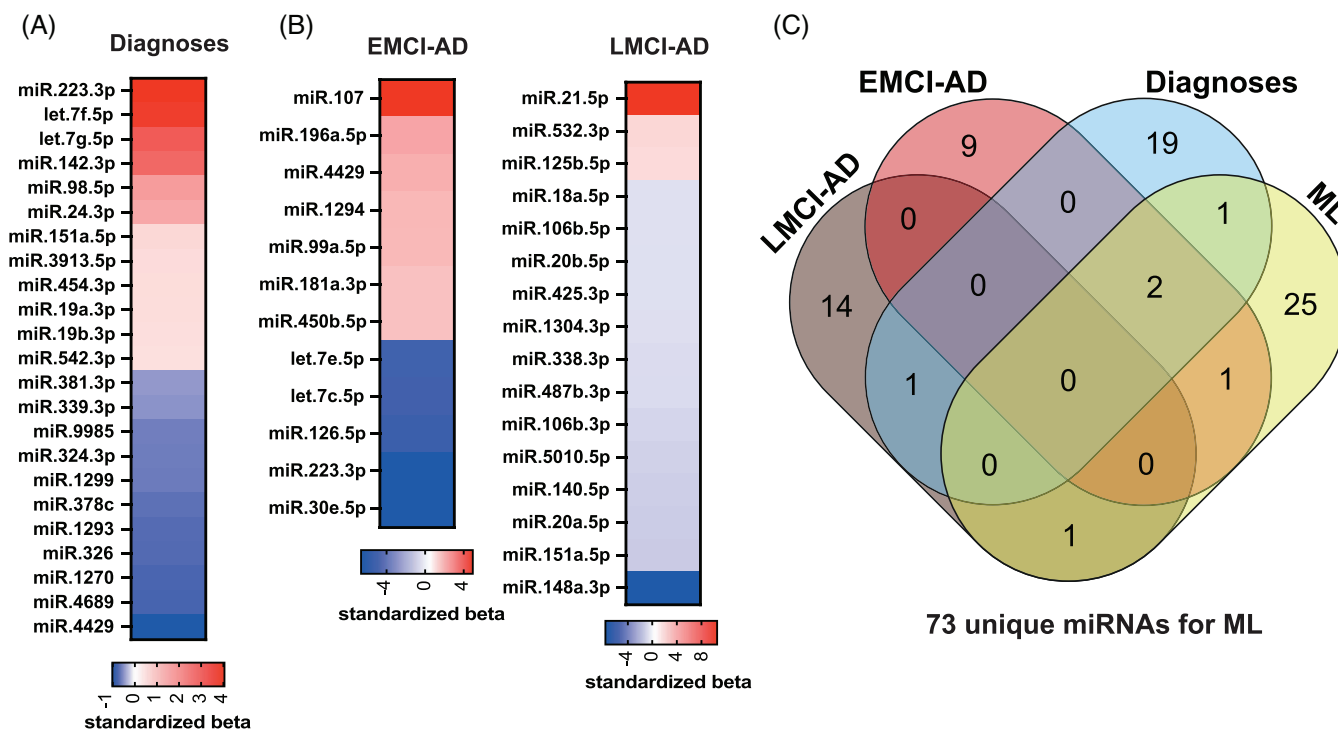 (A)
Diagnoses
miR.223.3p
let.7f.5p
let.7g.5p
miR.142.3p
miR.98.5p
miR.24.3p
miR.151a.5p
miR.3913.5p
miR.454.3p
miR.19a.3p
miR.19b.3p
miR.542.3p
miR.381.3p
miR.339.3p
miR.9985
miR.324.3p
miR.1299
miR.378c
miR.1293
miR.326
miR.1270
miR.4689
miR.4429
-1 0 1 2 3 4
standardized beta
(B)
EMCI-AD
miR.107
miR.196a.5p
miR.4429
miR.1294
miR.99a.5p
miR.181a.3p
miR.450b.5p
let.7e.5p
let.7c.5p
miR.126.5p
miR.223.3p
miR.30e.5p
-4 0 4
standardized beta
LMCI-AD
miR.21.5p
miR.532.3p
miR.125b.5p
miR.18a.5p
miR.106b.5p
miR.20b.5p
miR.425.3p
miR.1304.3p
miR.338.3p
miR.487b.3p
miR.106b.3p
miR.5010.5p
miR.140.5p
miR.20a.5p
miR.151a.5p
miR.148a.3p
-4 0 4 8
standardized beta
(C)
EMCI-AD
Diagnoses
LMCI-AD
ML
9
19
0
0
1
14
0
2
25
1
0
1
0
0
1
73 unique miRNAs for ML